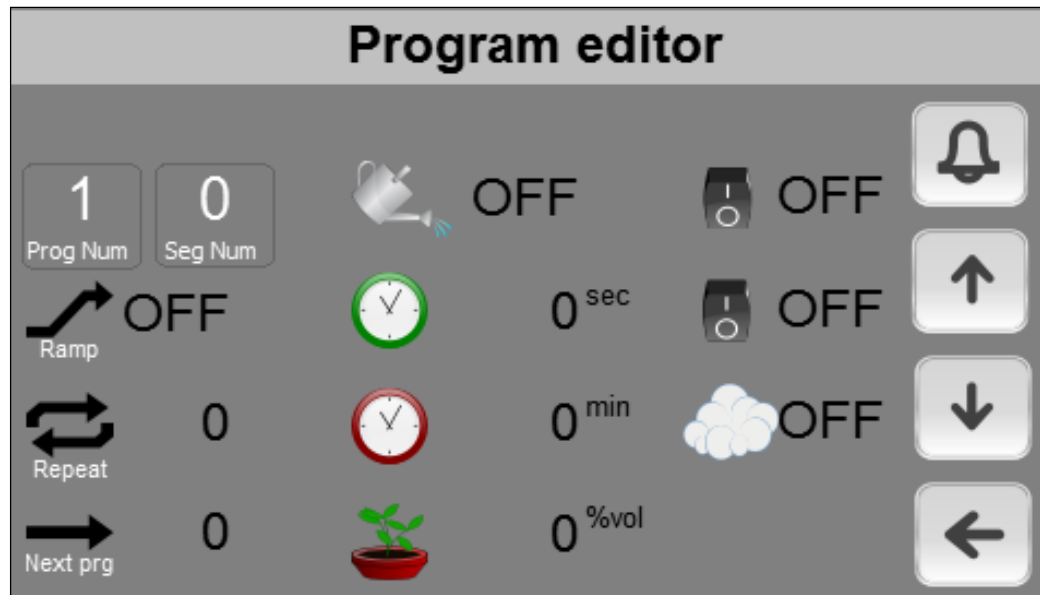 Program editor
1
Prog Num
0
Seg Num
OFF
OFF
OFF
Ramp
0 sec
OFF
Repeat
0
0 min
OFF
Next prg
0
0 %vol